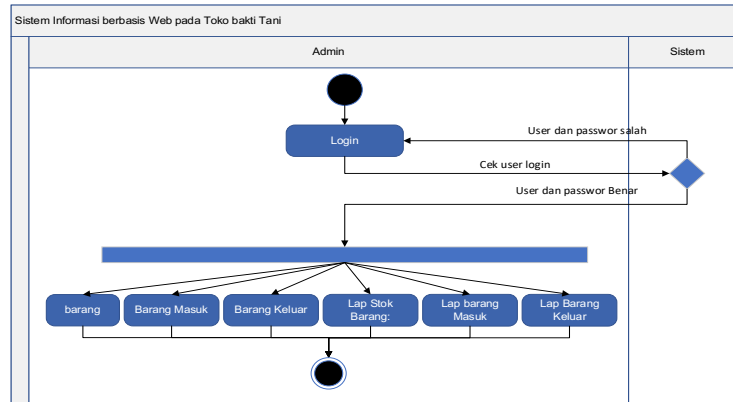 Sistem Informasi berbasis Web pada Toko bakti Tani
Admin
Sistem
Login
User dan passwor salah
Cek user login
User dan passwor Benar
barang
Barang Masuk
Barang Keluar
Lap Stok
Barang:
Lap barang
Masuk
Lap Barang
Keluar